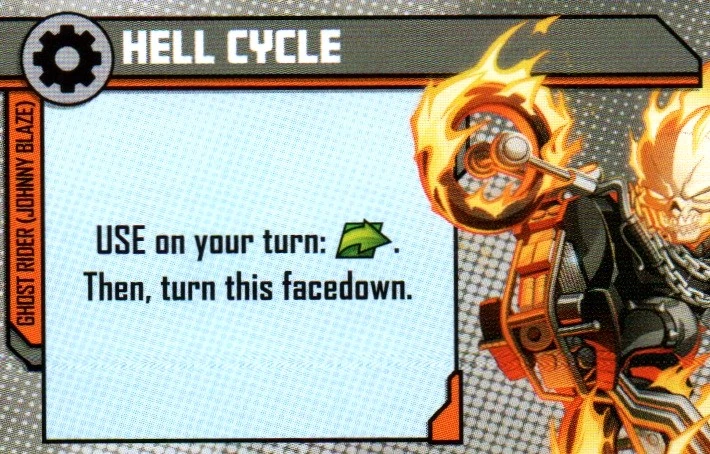 HELL CYCLE
GHOST RIDER (JOHNNY BLAZE)
USE on your turn: .
Then, turn this facedown.